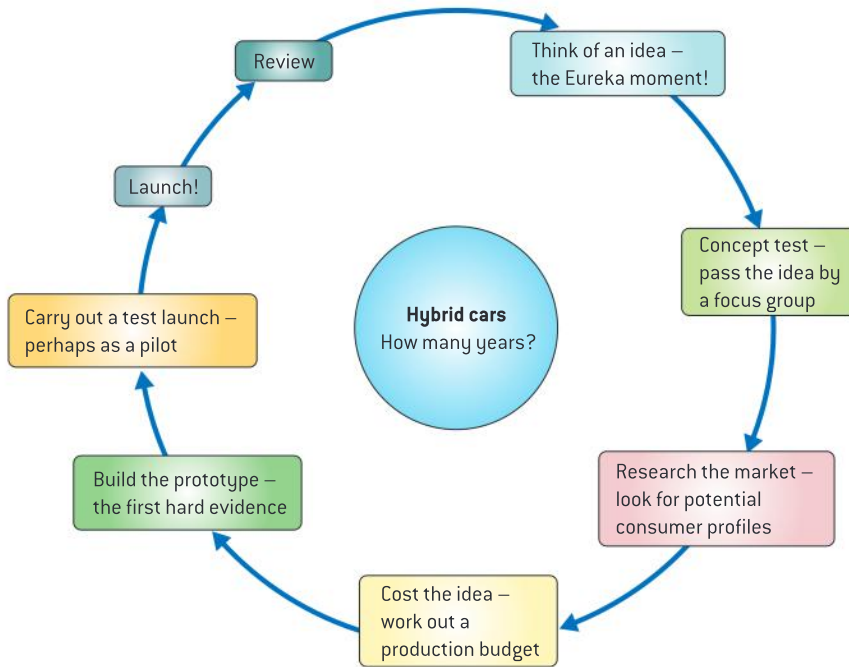 Review
Think of an idea –
the Eureka moment!
Launch!
Concept test –
pass the idea by
a focus group
Carry out a test launch –
perhaps as a pilot
Hybrid cars
How many years?
Build the prototype –
the first hard evidence
Research the market –
look for potential
consumer profiles
Cost the idea –
work out a
production budget